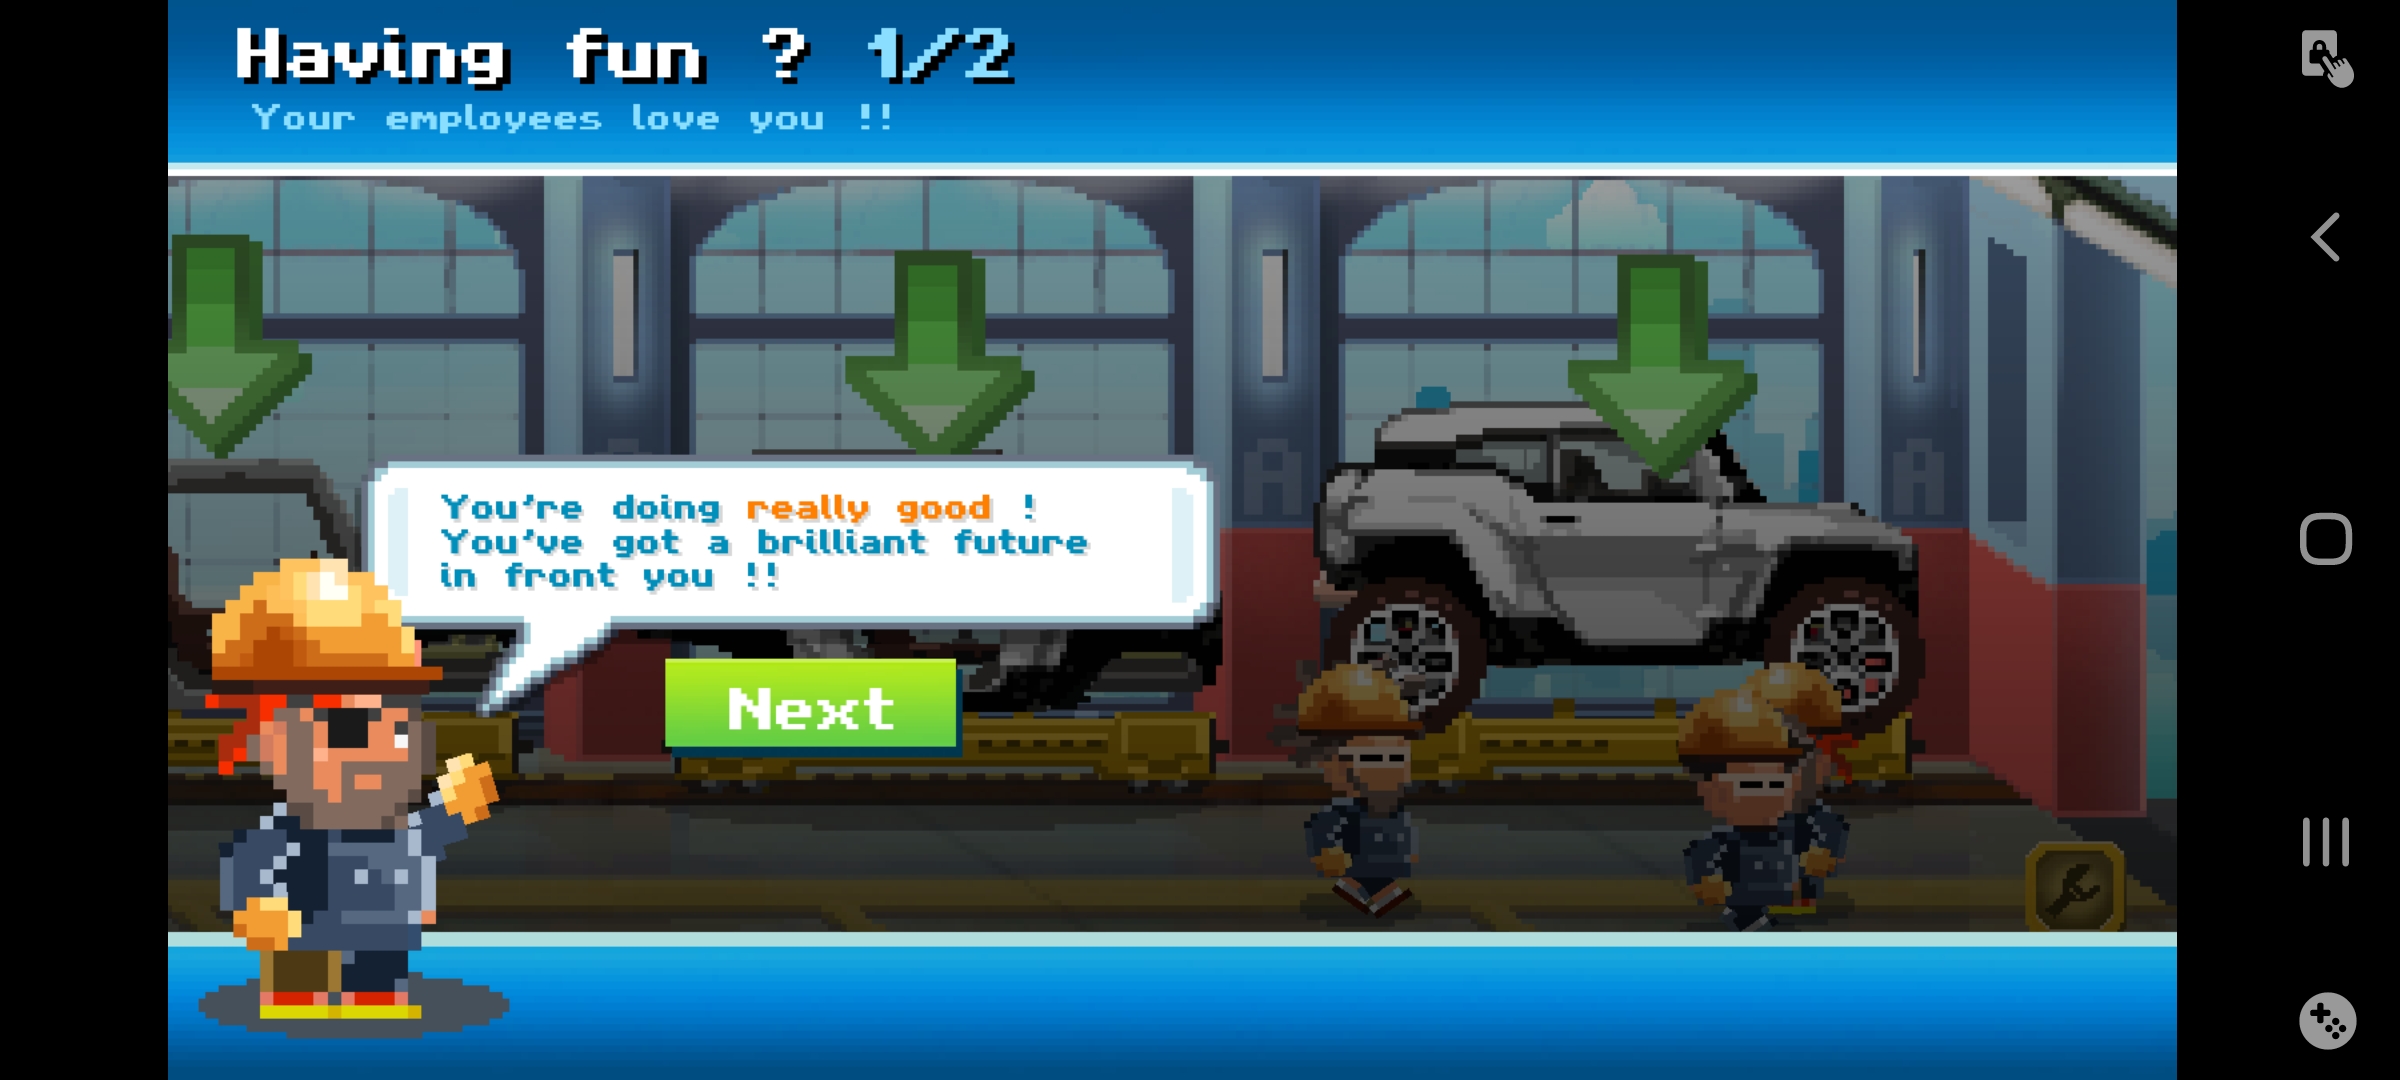 Having fun ? 1/2
Your employees love you !!
You're doing really good !
You've got a brilliant future
in front you !!
Next